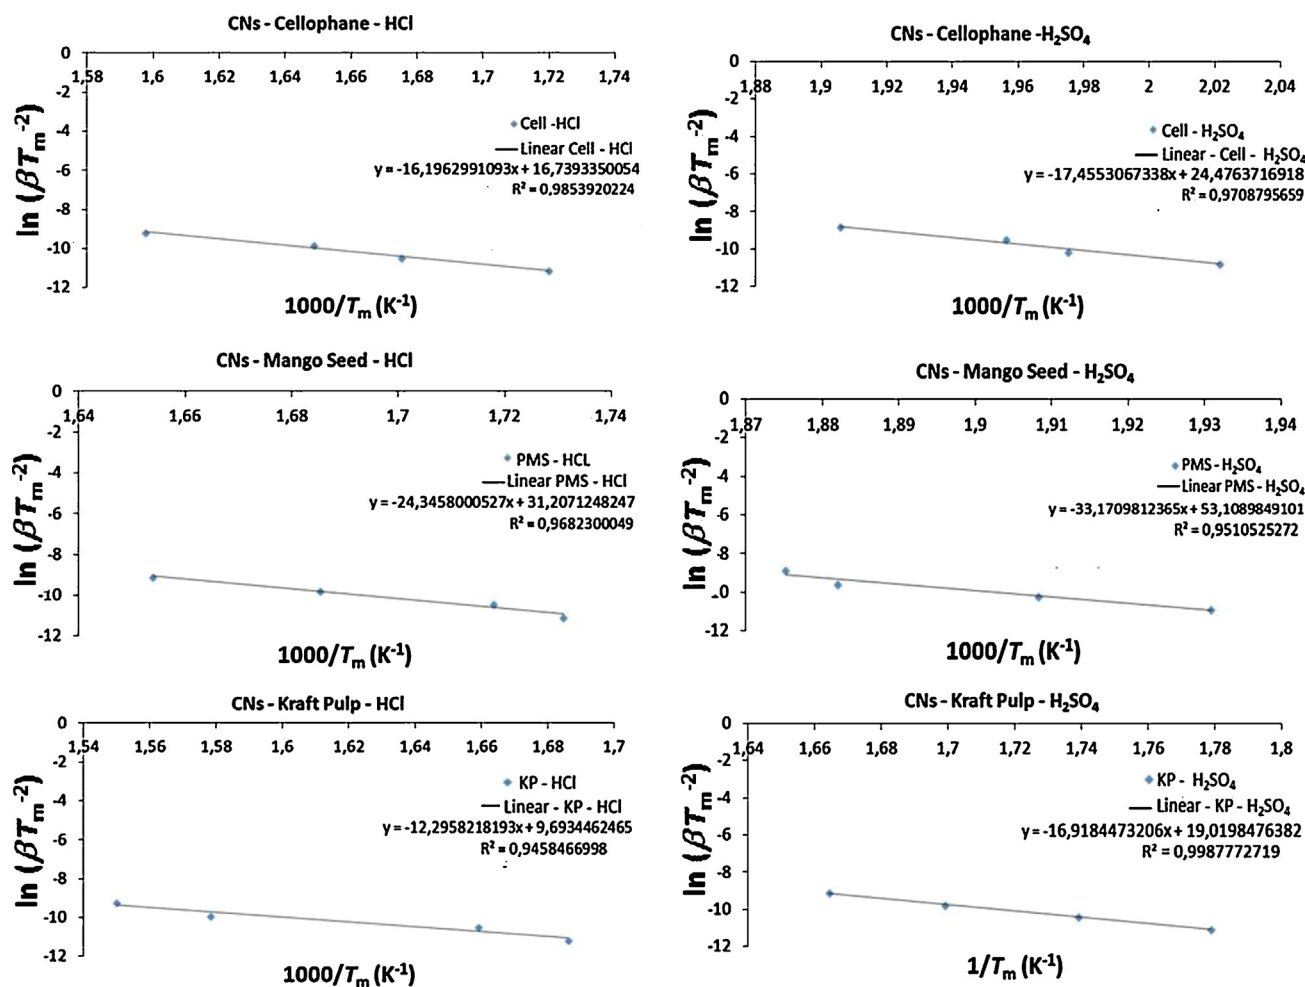 CNs - Cellophane - HCl
0
1,58 1,6 1,62 1,64 1,66 1,68 1,7 1,72 1,74
-2
-4
-6
-8
-10
-12
ln (βTm-2)
Cell -HCl
Linear Cell - HCl
y = -16,1962991093x + 16,7393350054
R² = 0,9853920224
1000/Tm (K-1)
CNs - Cellophane -H2SO4
0
1,88 1,9 1,92 1,94 1,96 1,98 2 2,02 2,04
-2
-4
-6
-8
-10
-12
ln (βTm-2)
Cell - H2SO4
Linear - Cell - H2SO4
y = -17,4553067338x + 24,4763716918
R² = 0,9708795659
1000/Tm (K-1)
CNs - Mango Seed - HCl
0
1,64 1,66 1,68 1,7 1,72 1,74
-2
-4
-6
-8
-10
-12
ln (βTm-2)
PMS - HCL
Linear PMS - HCl
y = -24,3458000527x + 31,2071248247
R² = 0,9682300049
1000/Tm (K-1)
CNs - Mango Seed - H2SO4
0
1,87 1,88 1,89 1,9 1,91 1,92 1,93 1,94
-2
-4
-6
-8
.0
-12
ln (βTm-2)
PMS - H2SO4
Linear PMS - H2SO4
y = -33,1709812365x + 53,1089849101
R² = 0,9510525272
1000/Tm (K-1)
CNs - Kraft Pulp - HCl
0
1,54 1,56 1,58 1,6 1,62 1,64 1,66 1,68 1,7
-2
-4
-6
-8
-10
-12
ln (βTm-2)
KP - HCl
Linear - KP - HCl
y = -12,2958218193x + 9,6934462465
R² = 0,9458466998
1000/Tm (K-1)
CNs - Kraft Pulp - H2SO4
0
1,64 1,66 1,68 1,7 1,72 1,74 1,76 1,78 1,8
-2
-4
-6
-8
-10
-12
ln (βTm-2)
KP - H2SO4
Linear - KP - H2SO4
y = -16,9184473206x + 19,0198476382
R² = 0,9987772719
1/Tm (K-1)